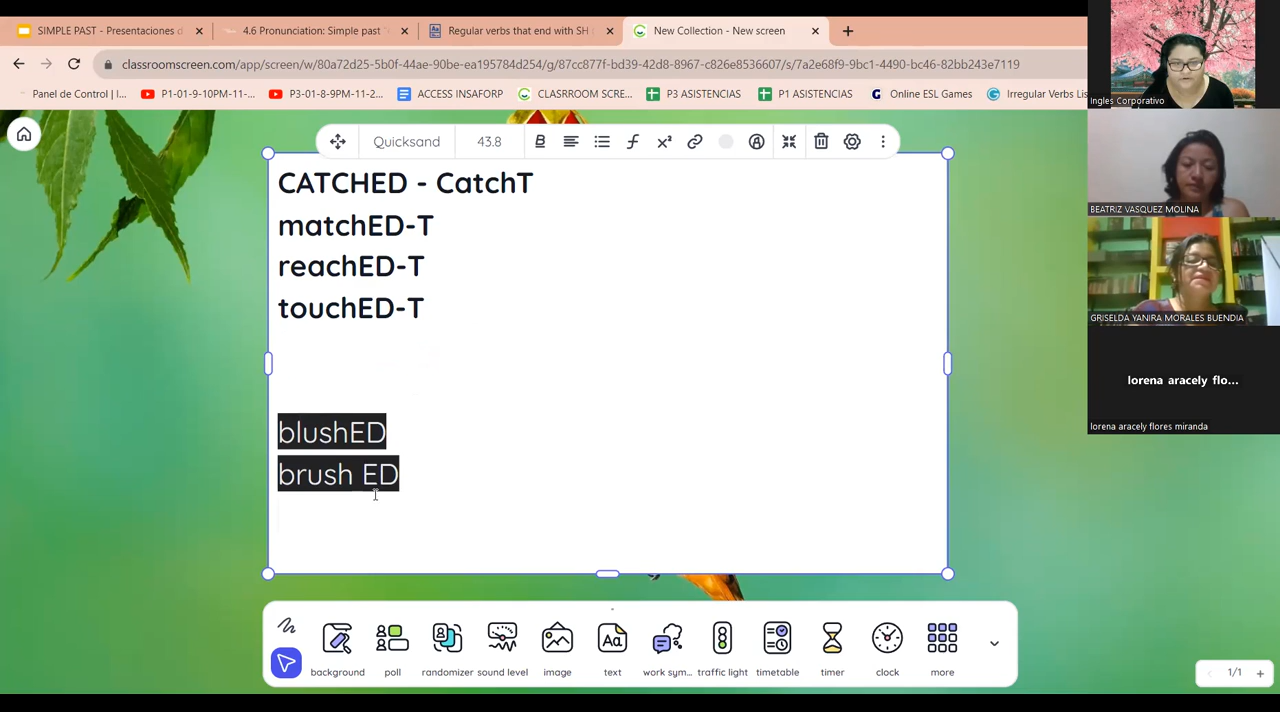 SIMPLE PAST - Presentaciones d
4.6 Pronunciation: Simple past
Regular verbs that end with SH
New Collection - New screen
classroomscreen.com/app/screen/w/80a72d25-5b0f-44ae-90be-ea195784d254/g/87cc877f-bd39-42d8-8967-c826e8536607/s/7a2e68f9-9bc1-4490-bc46-82bb243e7119
Panel de Control | I...
P1-01-9-10PM-11-...
P3-01-8-9PM-11-2...
ACCESS INSAFORP
CLASRROOM SCRE...
P3 ASISTENCIAS
P1 ASISTENCIAS
Online ESL Games
Irregular Verbs Lis
Quicksand
43.8
CATCHED - CatchT
matchED-T
reachED-T
touchED-T
blushED
brush ED
background
poll
randomizer
sound level
image
Aa
text
work sym...
traffic light
timetable
timer
clock
more
1/1
Ingles Corporativo
BEATRIZ VASQUEZ MOLINA
GRISELDA YANIRA MORALES BUENDIA
lorena aracely flo...
lorena aracely flores miranda